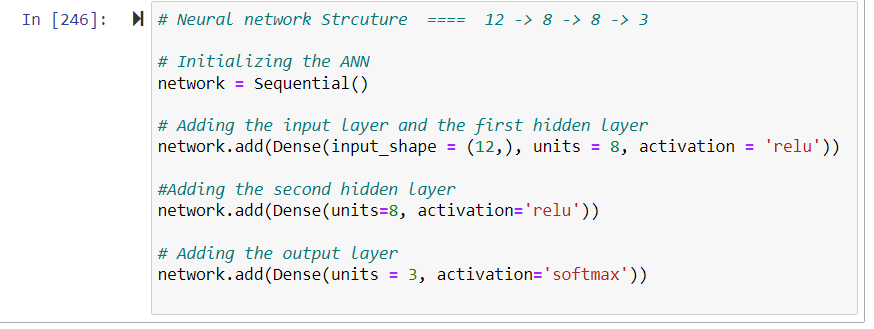 In [246]:
# Neural network Strcuture  ====  12 -> 8 -> 8 -> 3
# Initializing the ANN
network = Sequential()
# Adding the input layer and the first hidden layer
network.add(Dense(input_shape = (12,), units = 8, activation = 'relu'))
#Adding the second hidden layer
network.add(Dense(units=8, activation='relu'))
# Adding the output layer
network.add(Dense(units = 3, activation='softmax'))